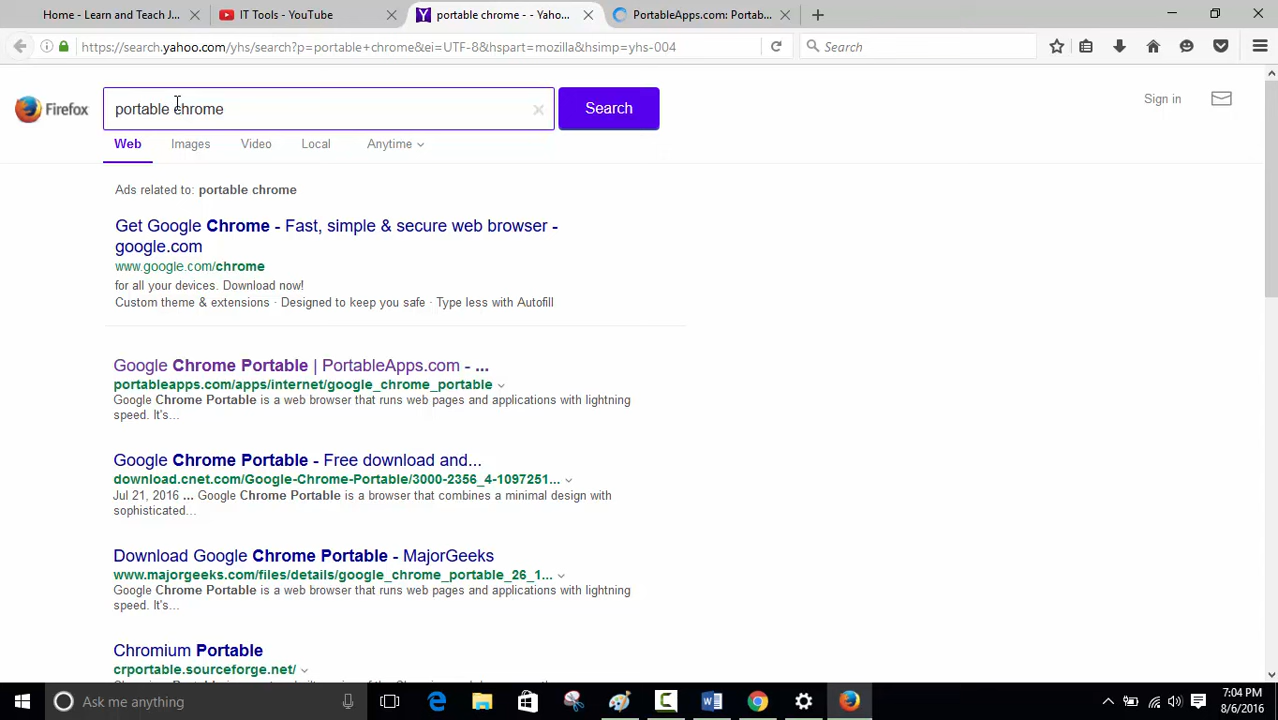 Home - Learn and Teach J...
IT Tools - YouTube
portable chrome - - Yaho...
PortableApps.com: Portab...
https://search.yahoo.com/yhs/search?p=portable+chrome&ei=UTF-8&hspart=mozilla&hsimp=yhs-004
Search
Firefox
portable chrome
Search
Sign in
Web Images Video Local Anytime
Ads related to: portable chrome
Get Google Chrome - Fast, simple & secure web browser -
google.com
www.google.com/chrome
for all your devices. Download now!
Custom theme & extensions · Designed to keep you safe · Type less with Autofill
Google Chrome Portable | PortableApps.com - ...
portableapps.com/apps/internet/google_chrome_portable
Google Chrome Portable is a web browser that runs web pages and applications with lightning
speed. It's...
Google Chrome Portable - Free download and...
download.cnet.com/Google-Chrome-Portable/3000-2356_4-1097251...
Jul 21, 2016 ... Google Chrome Portable is a browser that combines a minimal design with
sophisticated...
Download Google Chrome Portable - MajorGeeks
www.majorgeeks.com/files/details/google_chrome_portable_26_1...
Google Chrome Portable is a web browser that runs web pages and applications with lightning
speed. It's...
Chromium Portable
crportable.sourceforge.net/
Ask me anything
7:04 PM
8/6/2016